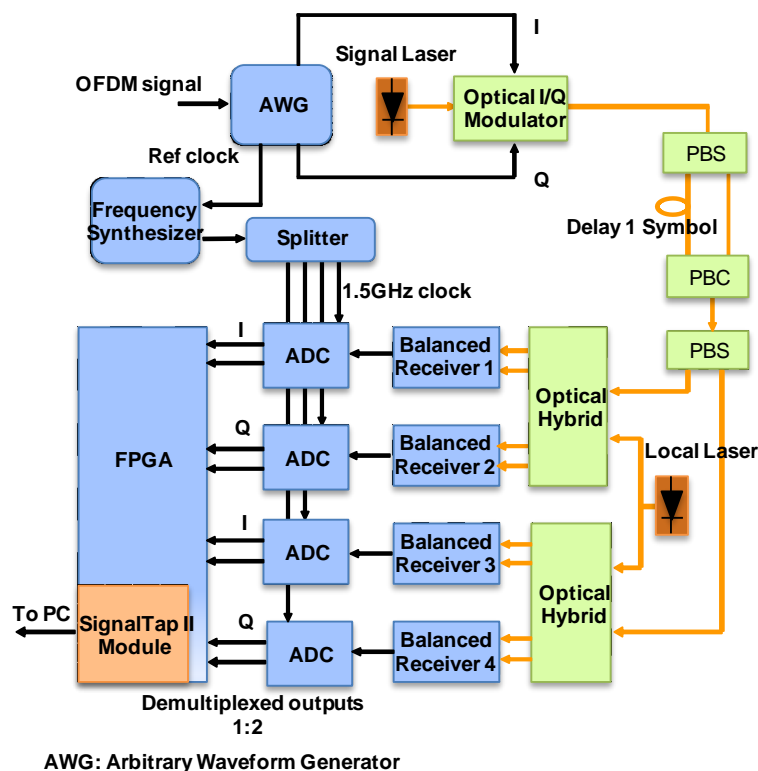 I
Signal Laser
OFDM signal
AWG
Optical I/Q
Modulator
Ref clock
PBS
Q
Frequency
Synthesizer
Splitter
Delay 1 Symbol
PBC
1.5GHz clock
I
ADC
Balanced
Receiver 1
PBS
Optical
Hybrid
Q
FPGA
ADC
Balanced
Receiver 2
Local Laser
I
ADC
Balanced
Receiver 3
Optical
Hybrid
To PC
SignalTap II
Module
Q
ADC
Balanced
Receiver 4
Demultiplexed outputs
1:2
AWG: Arbitrary Waveform Generator